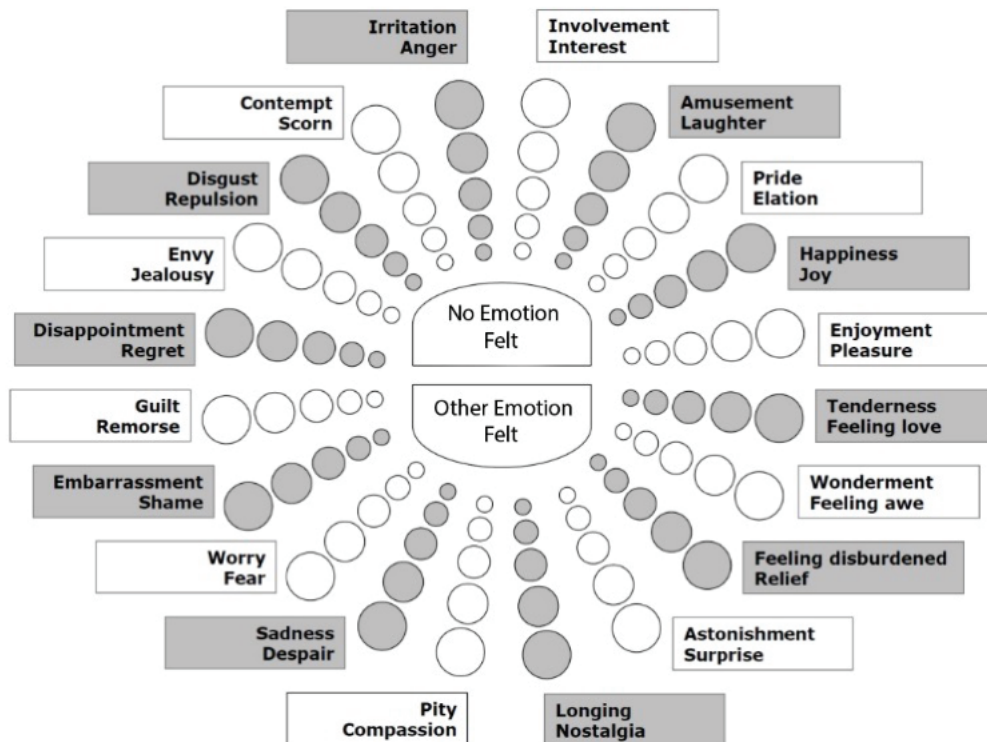 Irritation
Anger
Involvement
Interest
Contempt
Scorn
Amusement
Laughter
Disgust
Repulsion
Pride
Elation
Envy
Jealousy
Happiness
Joy
No Emotion
Felt
Disappointment
Regret
Enjoyment
Pleasure
Other Emotion
Felt
Guilt
Remorse
Tenderness
Feeling love
Embarrassment
Shame
Wonderment
Feeling awe
Worry
Fear
Feeling disburdened
Relief
Sadness
Despair
Astonishment
Surprise
Pity
Compassion
Longing
Nostalgia